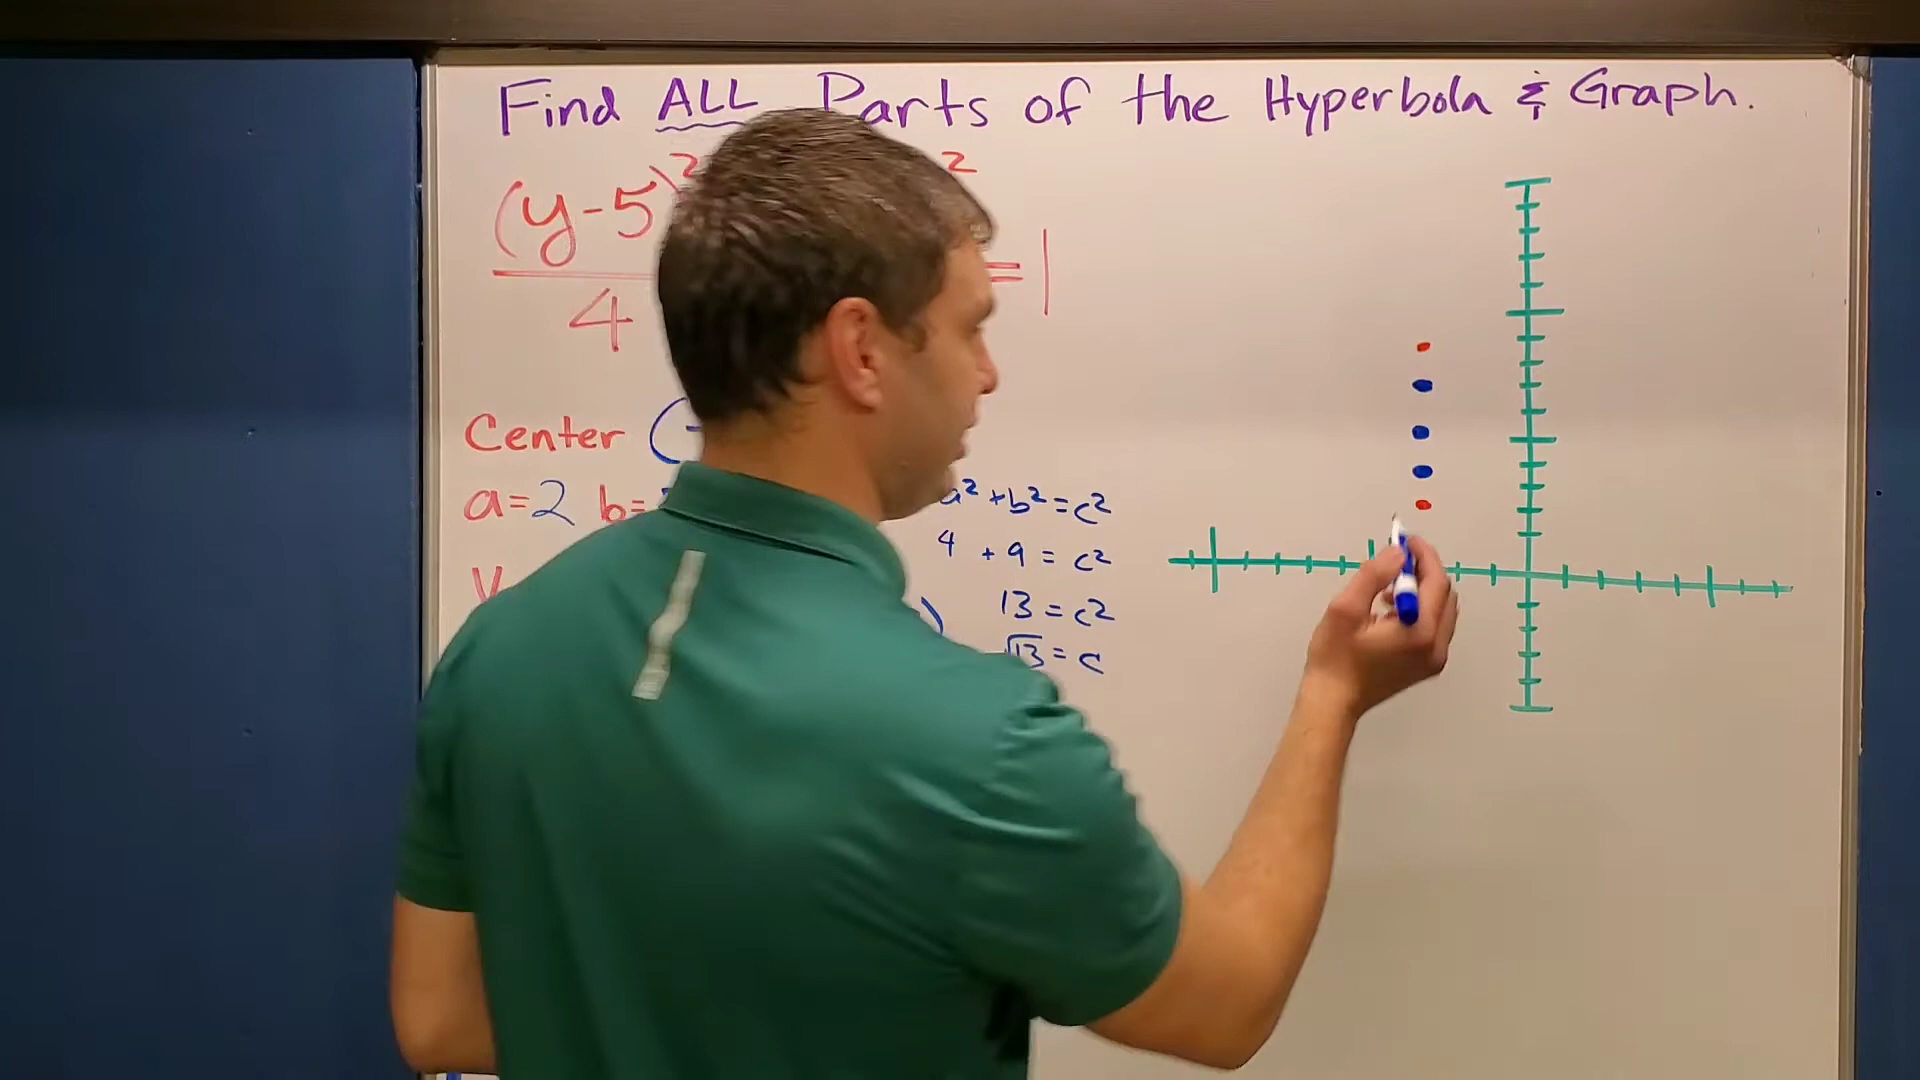 Find ALL Parts of the Hyperbola & Graph.
(y-5)² ² = 1
4
Center (-
a=2 b=
a² + b² = c²
4 + 9 = c²
V
) 13 = c²
√13 = c